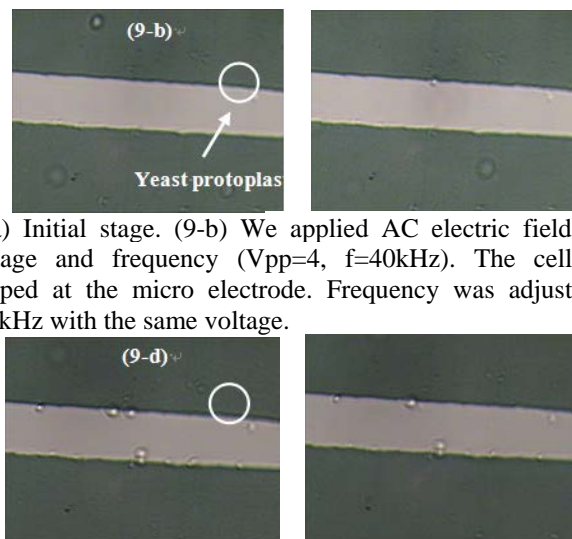 (9-b)
Yeast protoplas
) Initial stage. (9-b) We applied AC electric field
age and frequency (Vpp=4, f=40kHz). The cell
ped at the micro electrode. Frequency was adjust
kHz with the same voltage.
(9-d)